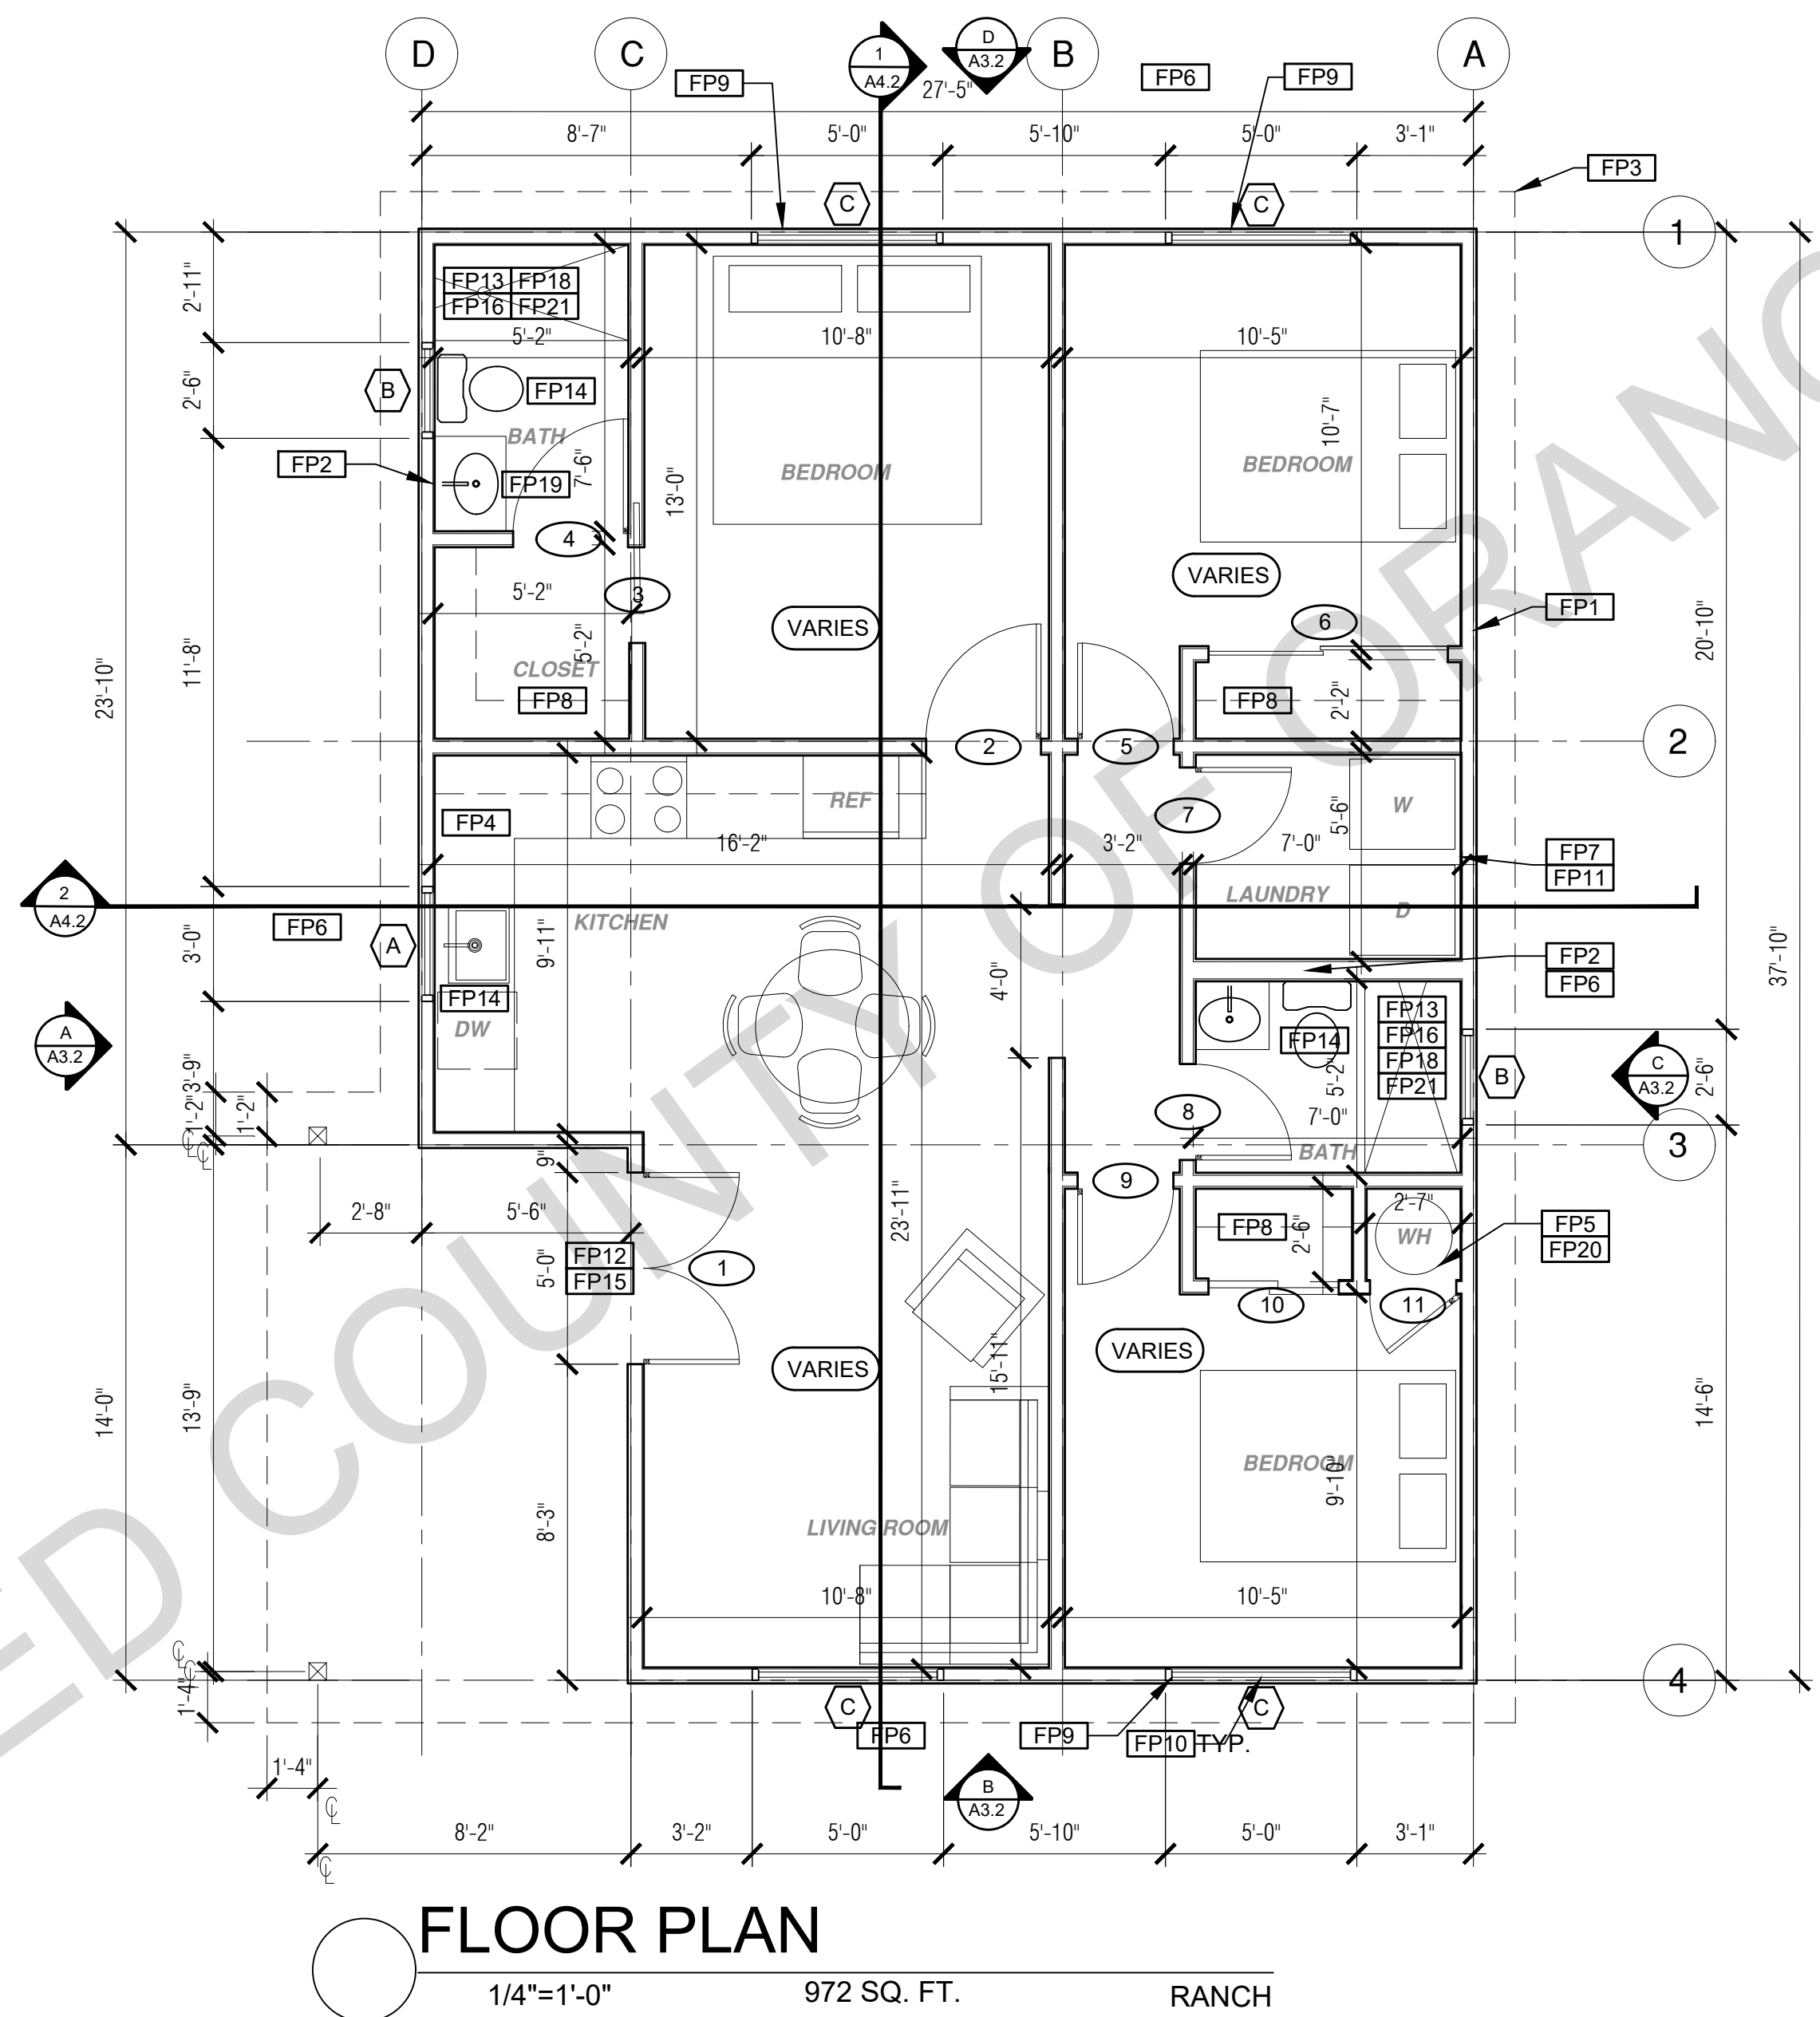 D
C
1
A4.2
D
A3.2
B
A
27'-5"
FP9
FP6
FP9
8'-7"
5'-0"
5'-10"
5'-0"
3'-1"
FP3
C
C
1
2'-11"
FP13 FP18
FP16 FP21
5'-2"
10'-8"
10'-5"
2'-6"
B
FP14
BATH
10'-7"
FP2
FP19
7'-6"
13'-0"
BEDROOM
BEDROOM
4
VARIES
5'-2"
3
VARIES
6
FP1
20'-10"
23'-10"
11'-8"
5'-2"
CLOSET
FP8
FP8
2'-2"
2
5
2
FP4
REF
7
5'-6"
W
16'-2"
3'-2"
7'-0"
FP7
FP11
2
A4.2
FP6
A
3'-0"
KITCHEN
9'-11"
LAUNDRY
D
4'-0"
FP2
FP6
37'-10"
FP14
DW
A
A3.2
FP14
FP13
FP16
FP18
FP21
5'-2"
B
C
A3.2
2'-6"
3'-9"
1'-2"
1'-2"
8
7'-0"
BATH
3
9"
9
2'-8"
5'-6"
23'-11"
FP8
2'-6"
2'-7"
WH
FP5
FP20
FP12
FP15
5'-0"
1
10
11
VARIES
15'-11"
VARIES
14'-0"
13'-9"
14'-6"
8'-3"
LIVING ROOM
BEDROOM
9'-10"
10'-8"
10'-5"
1'-4"
C
FP6
FP9
FP10 TYP.
C
4
1'-4"
B
A3.2
8'-2"
3'-2"
5'-0"
5'-10"
5'-0"
3'-1"
FLOOR PLAN
1/4"=1'-0"
972 SQ. FT.
RANCH
ED COUNTY OF ORANG